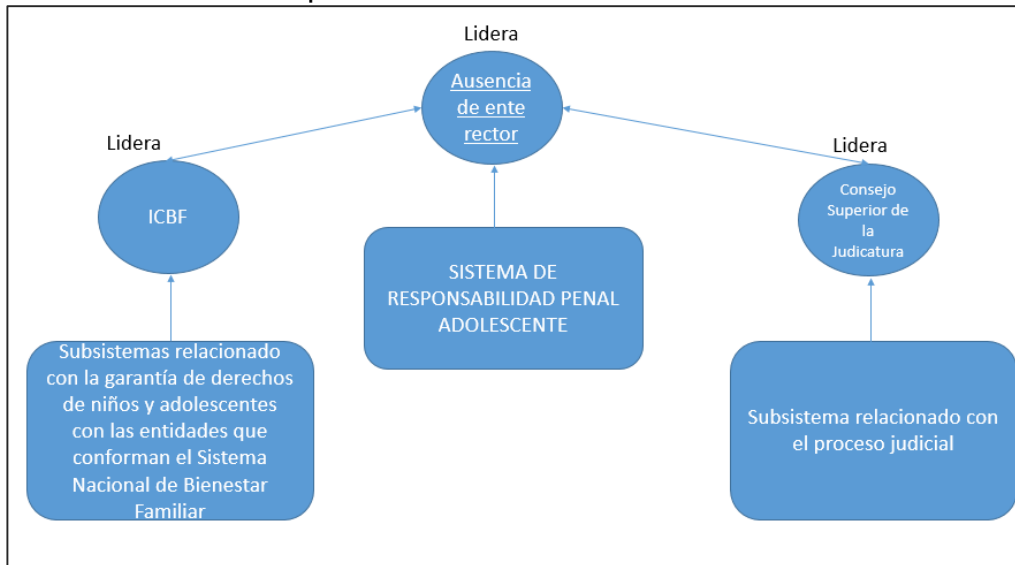 Lidera
Ausencia
de ente
rector
Lidera
ICBF
Lidera
Consejo
Superior de
la
Judicatura
SISTEMA DE
RESPONSABILIDAD PENAL
ADOLESCENTE
Subsistemas relacionado
con la garantía de derechos
de niños y adolescentes
con las entidades que
conforman el Sistema
Nacional de Bienestar
Familiar
Subsistema relacionado con
el proceso judicial